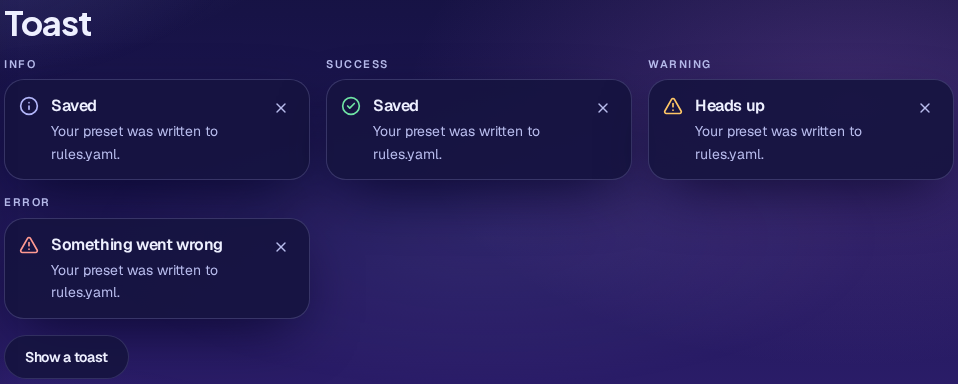 Toast
INFO
Saved
Your preset was written to
rules.yaml.
SUCCESS
Saved
Your preset was written to
rules.yaml.
WARNING
Heads up
Your preset was written to
rules.yaml.
ERROR
Something went wrong
Your preset was written to
rules.yaml.
Show a toast